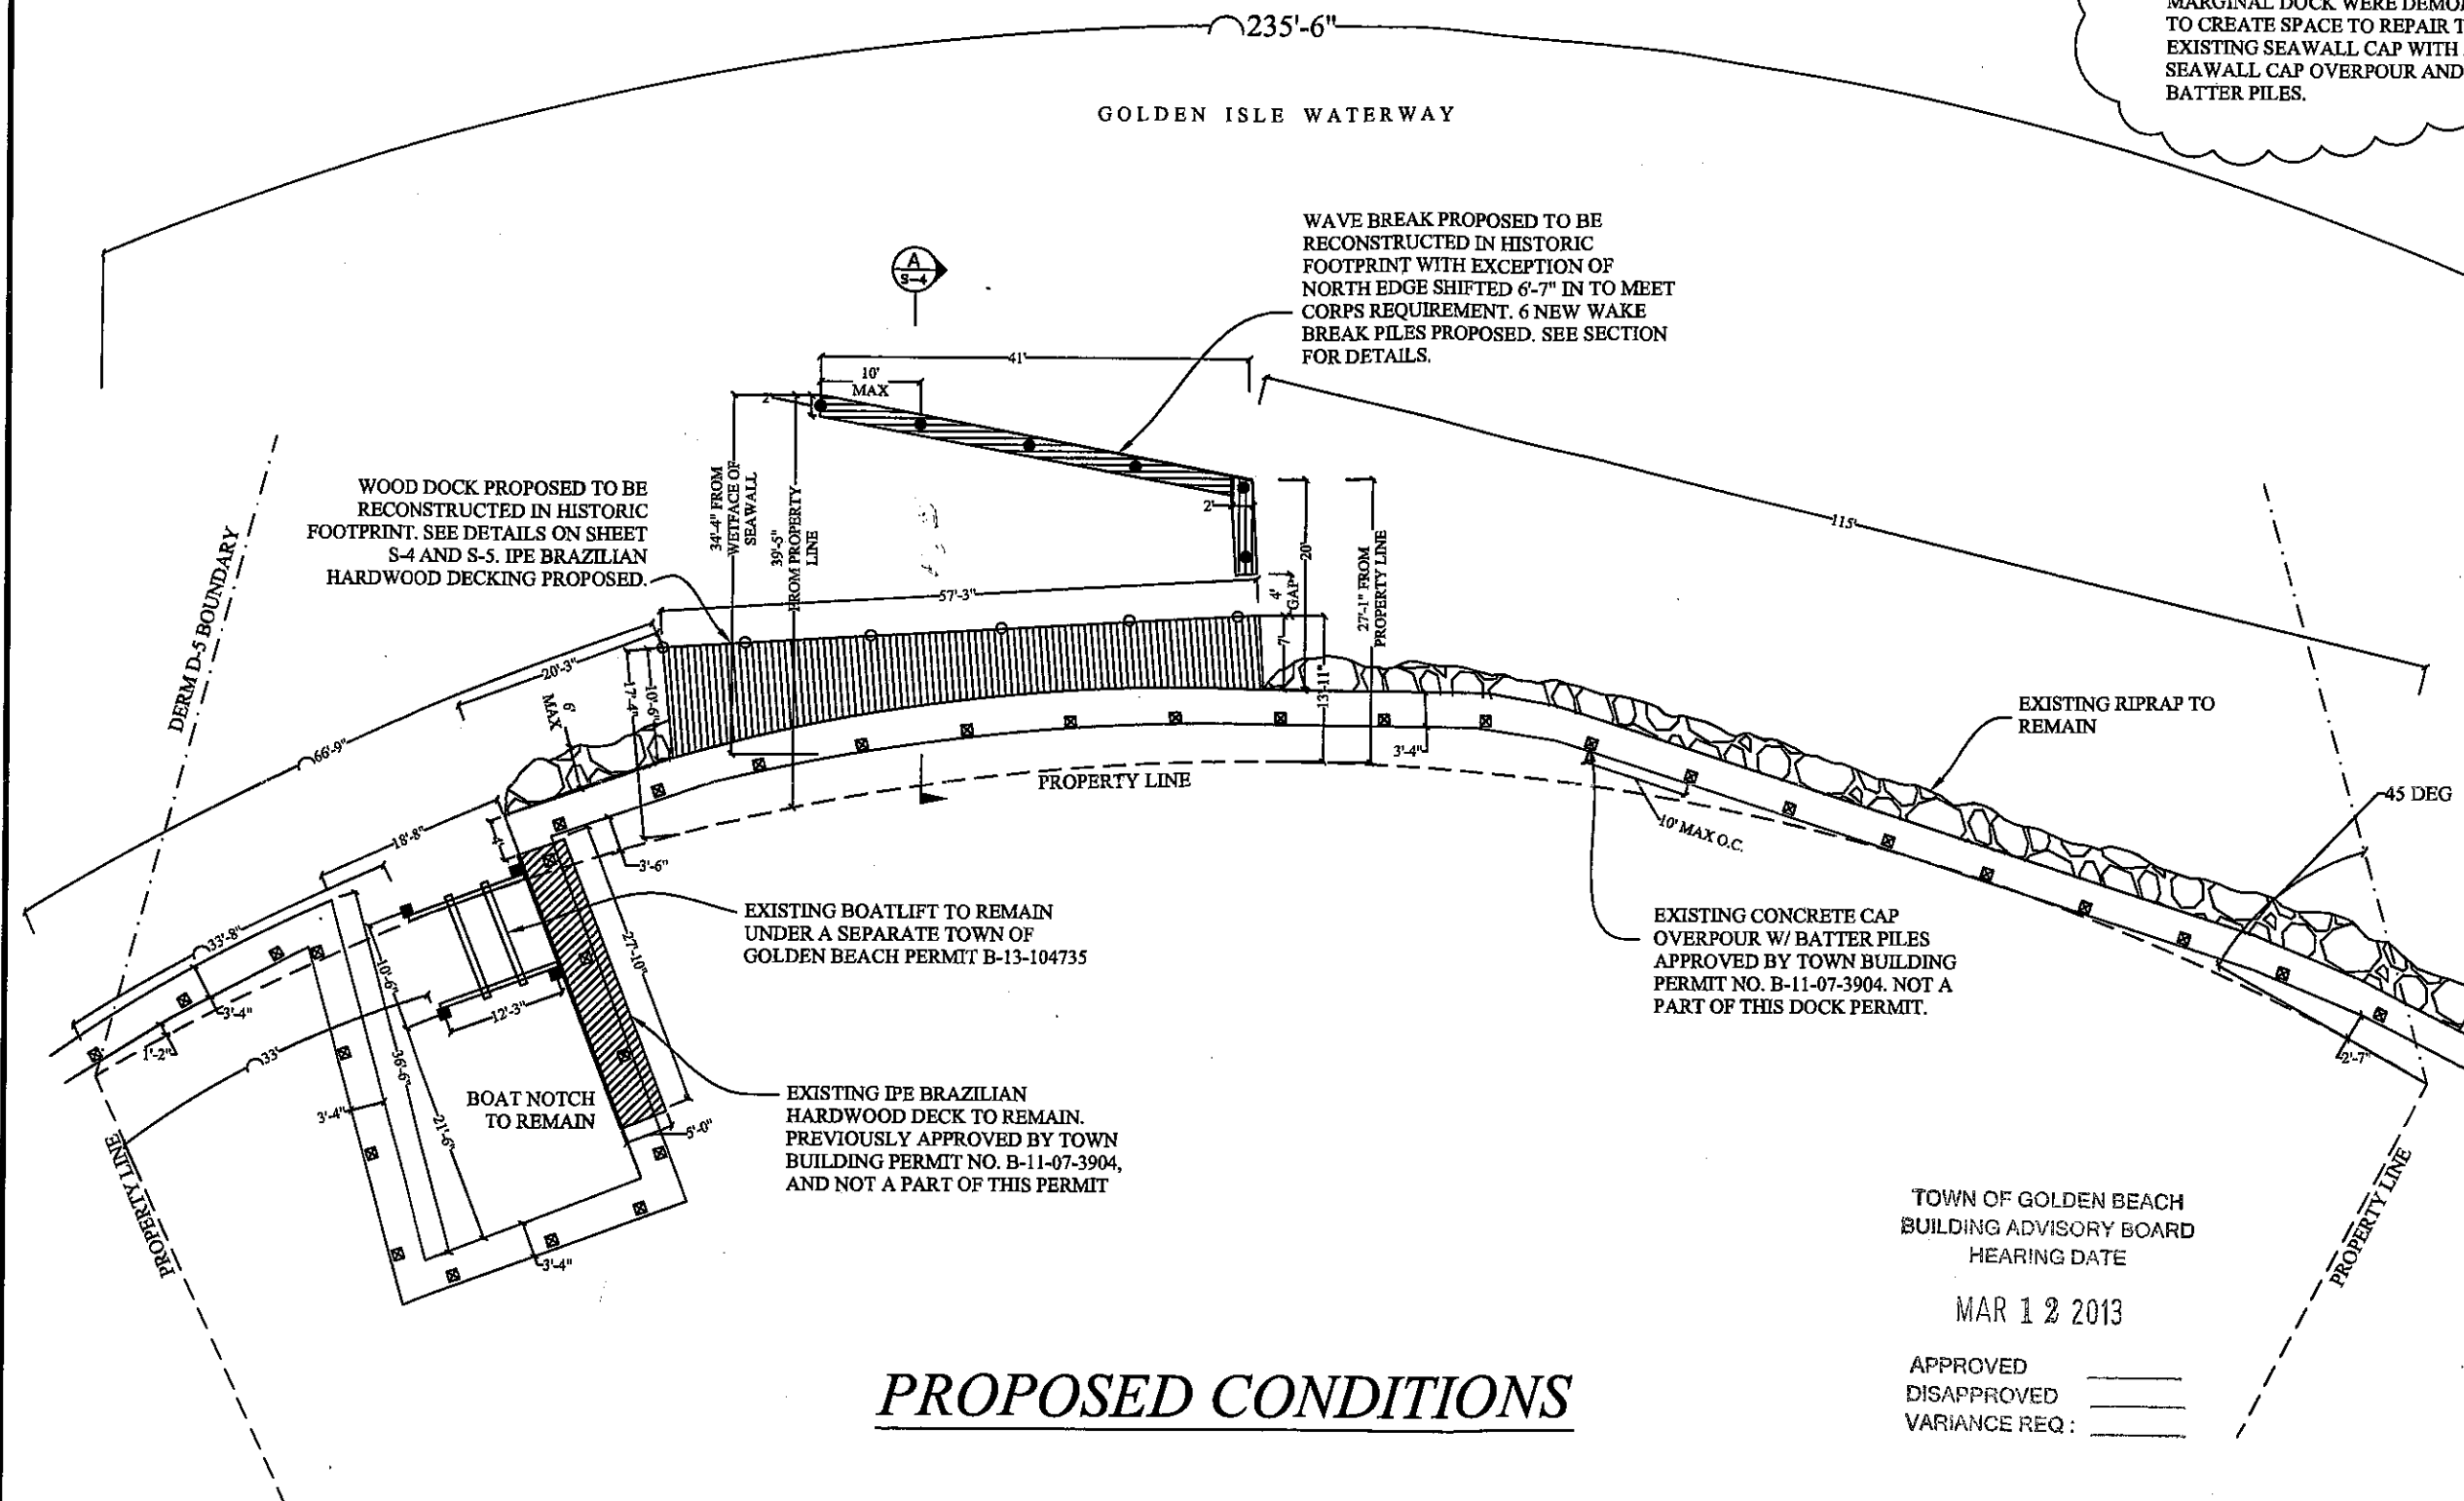 235'-6"
MARGINAL DOCK WERE
TO CREATE SPACE TO REPAIR
EXISTING SEAWALL CAP WITH
SEAWALL CAP OVERPOUR AND
BATTER PILES.
GOLDEN ISLE WATERWAY
A
S-4
WAVE BREAK PROPOSED TO BE
RECONSTRUCTED IN HISTORIC
FOOTPRINT WITH EXCEPTION OF
NORTH EDGE SHIFTED 6'-7" IN TO MEET
CORPS REQUIREMENT. 6 NEW WAKE
BREAK PILES PROPOSED. SEE SECTION
FOR DETAILS.
41'
10'
MAX
2'
34'-4" FROM
WETFACE OF
SEAWALL
39'-5"
FROM PROPERTY
LINE
2'
20'
4'
GAP
27'-1" FROM
PROPERTY LINE
115'
WOOD DOCK PROPOSED TO BE
RECONSTRUCTED IN HISTORIC
FOOTPRINT. SEE DETAILS ON SHEET
S-4 AND S-5. IPE BRAZILIAN
HARDWOOD DECKING PROPOSED.
DERM D-5 BOUNDARY
57'-3"
7'
13'-11"
20'-3"
17'-4"
10'-6"
6'
MAX
66'-9"
EXISTING RIPRAP TO
REMAIN
3'-4"
PROPERTY LINE
45 DEG
10' MAX O.C.
18'-8"
4'
3'-6"
33'-8"
EXISTING BOATLIFT TO REMAIN
UNDER A SEPARATE TOWN OF
GOLDEN BEACH PERMIT B-13-104735
27'-10"
10'-6"
3'-4"
12'-3"
1'-2"
33'
36'-6"
EXISTING CONCRETE CAP
OVERPOUR W/ BATTER PILES
APPROVED BY TOWN BUILDING
PERMIT NO. B-11-07-3904. NOT A
PART OF THIS DOCK PERMIT.
2'-7"
3'-4"
21'-6"
BOAT NOTCH
TO REMAIN
5'-0"
EXISTING IPE BRAZILIAN
HARDWOOD DECK TO REMAIN.
PREVIOUSLY APPROVED BY TOWN
BUILDING PERMIT NO. B-11-07-3904,
AND NOT A PART OF THIS PERMIT
3'-4"
PROPERTY LINE
PROPERTY LINE
TOWN OF GOLDEN BEACH
BUILDING ADVISORY BOARD
HEARING DATE
MAR 12 2013
APPROVED
DISAPPROVED
VARIANCE REQ:
PROPOSED CONDITIONS